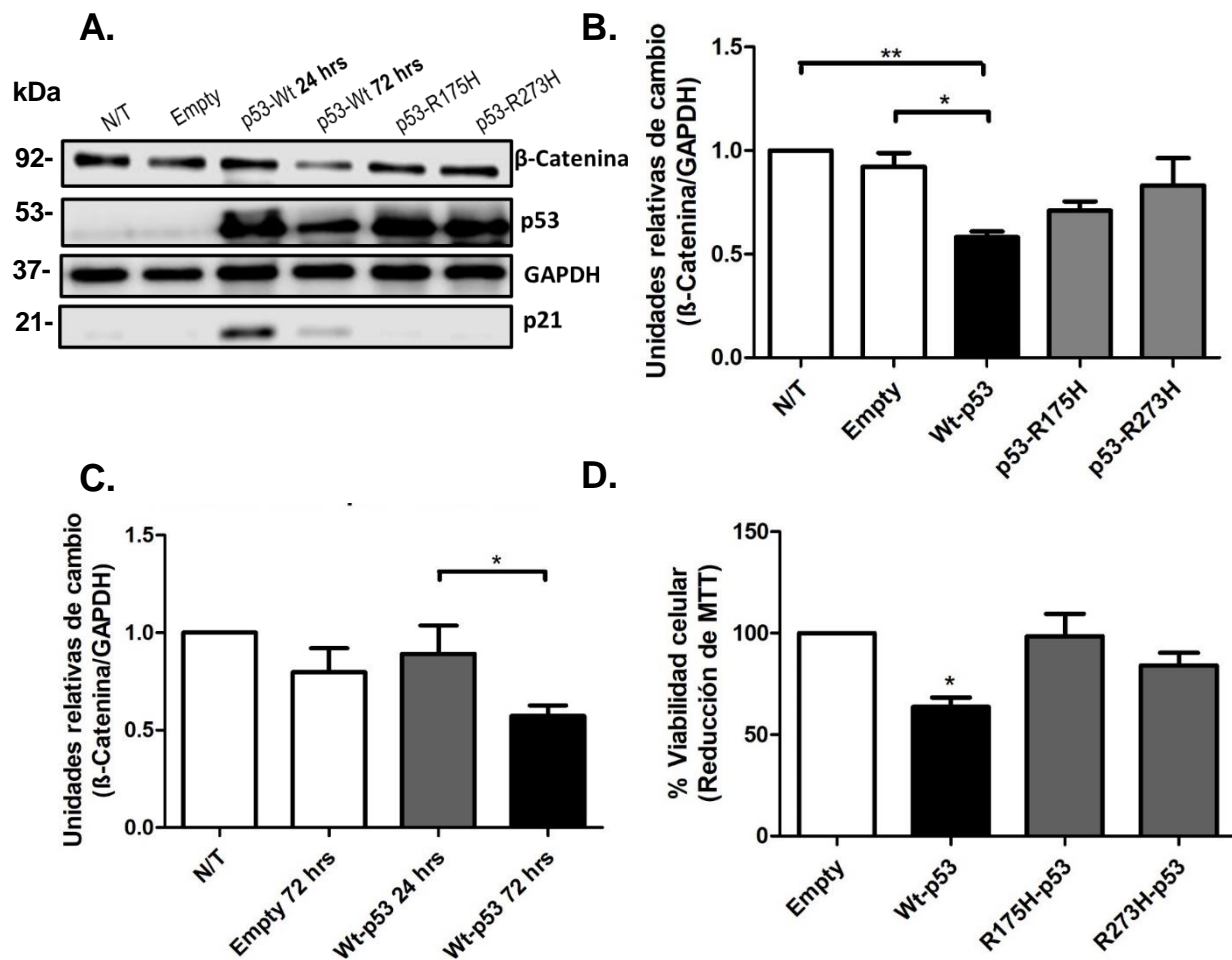 A.
kDa
N/T
Empty
p53-Wt 24 hrs
p53-Wt 72 hrs
p53-R175H
p53-R273H
92-
β-Catenina
53-
p53
37-
GAPDH
21-
p21
B.
Unidades relativas de cambio
(ß-Catenina/GAPDH)
1.5
1.0
0.5
0.0
**
*
N/T
Empty
Wt-p53
p53-R175H
p53-R273H
C.
Unidades relativas de cambio
(ß-Catenina/GAPDH)
1.5
1.0
0.5
0.0
*
N/T
Empty 72 hrs
Wt-p53 24 hrs
Wt-p53 72 hrs
D.
% Viabilidad celular
(Reducción de MTT)
150
100
50
0
*
Empty
Wt-p53
R175H-p53
R273H-p53